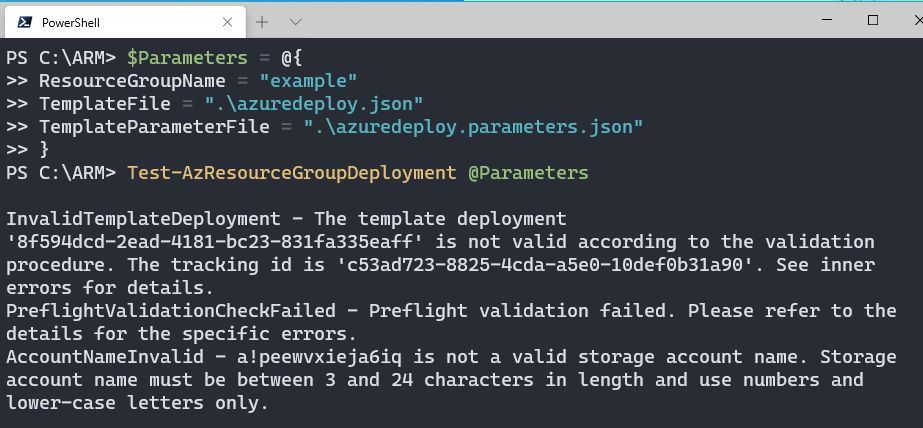 PowerShell
PS C:\ARM> $Parameters = @{
>> ResourceGroupName = "example"
>> TemplateFile = ".\azuredeploy.json"
>> TemplateParameterFile = ".\azuredeploy.parameters.json"
>> }
PS C:\ARM> Test-AzResourceGroupDeployment @Parameters
InvalidTemplateDeployment - The template deployment
'8f594dcd-2ead-4181-bc23-831fa335eaff' is not valid according to the validation
procedure. The tracking id is 'c53ad723-8825-4cda-a5e0-10def0b31a90'. See inner
errors for details.
PreflightValidationCheckFailed - Preflight validation failed. Please refer to the
details for the specific errors.
AccountNameInvalid - a!peewvxieja6iq is not a valid storage account name. Storage
account name must be between 3 and 24 characters in length and use numbers and
lower-case letters only.